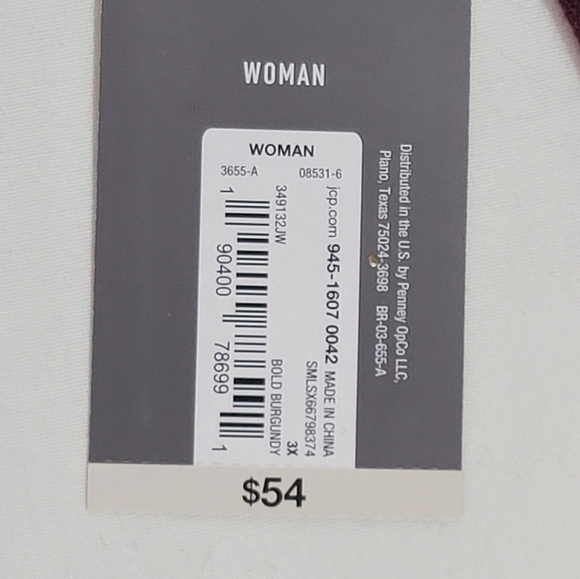 WOMAN
WOMAN
3655-A 08531-6
jcp.com 945-1607 0042 MADE IN CHINA
SMLSX66798374
3X
349132JW BOLD BURGUNDY
1 90400 78699 1
Distributed in the U.S. by Penney OpCo LLC,
Plano, Texas 75024-3698 BR-03-655-A
$54